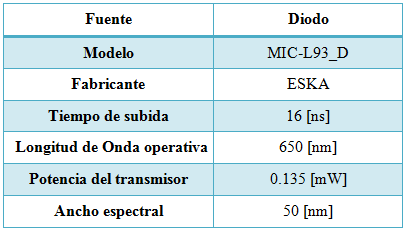 Fuente Diodo
Modelo MIC-L93_D
Fabricante ESKA
Tiempo de subida 16 [ns]
Longitud de Onda operativa 650 [nm]
Potencia del transmisor 0.135 [mW]
Ancho espectral 50 [nm]